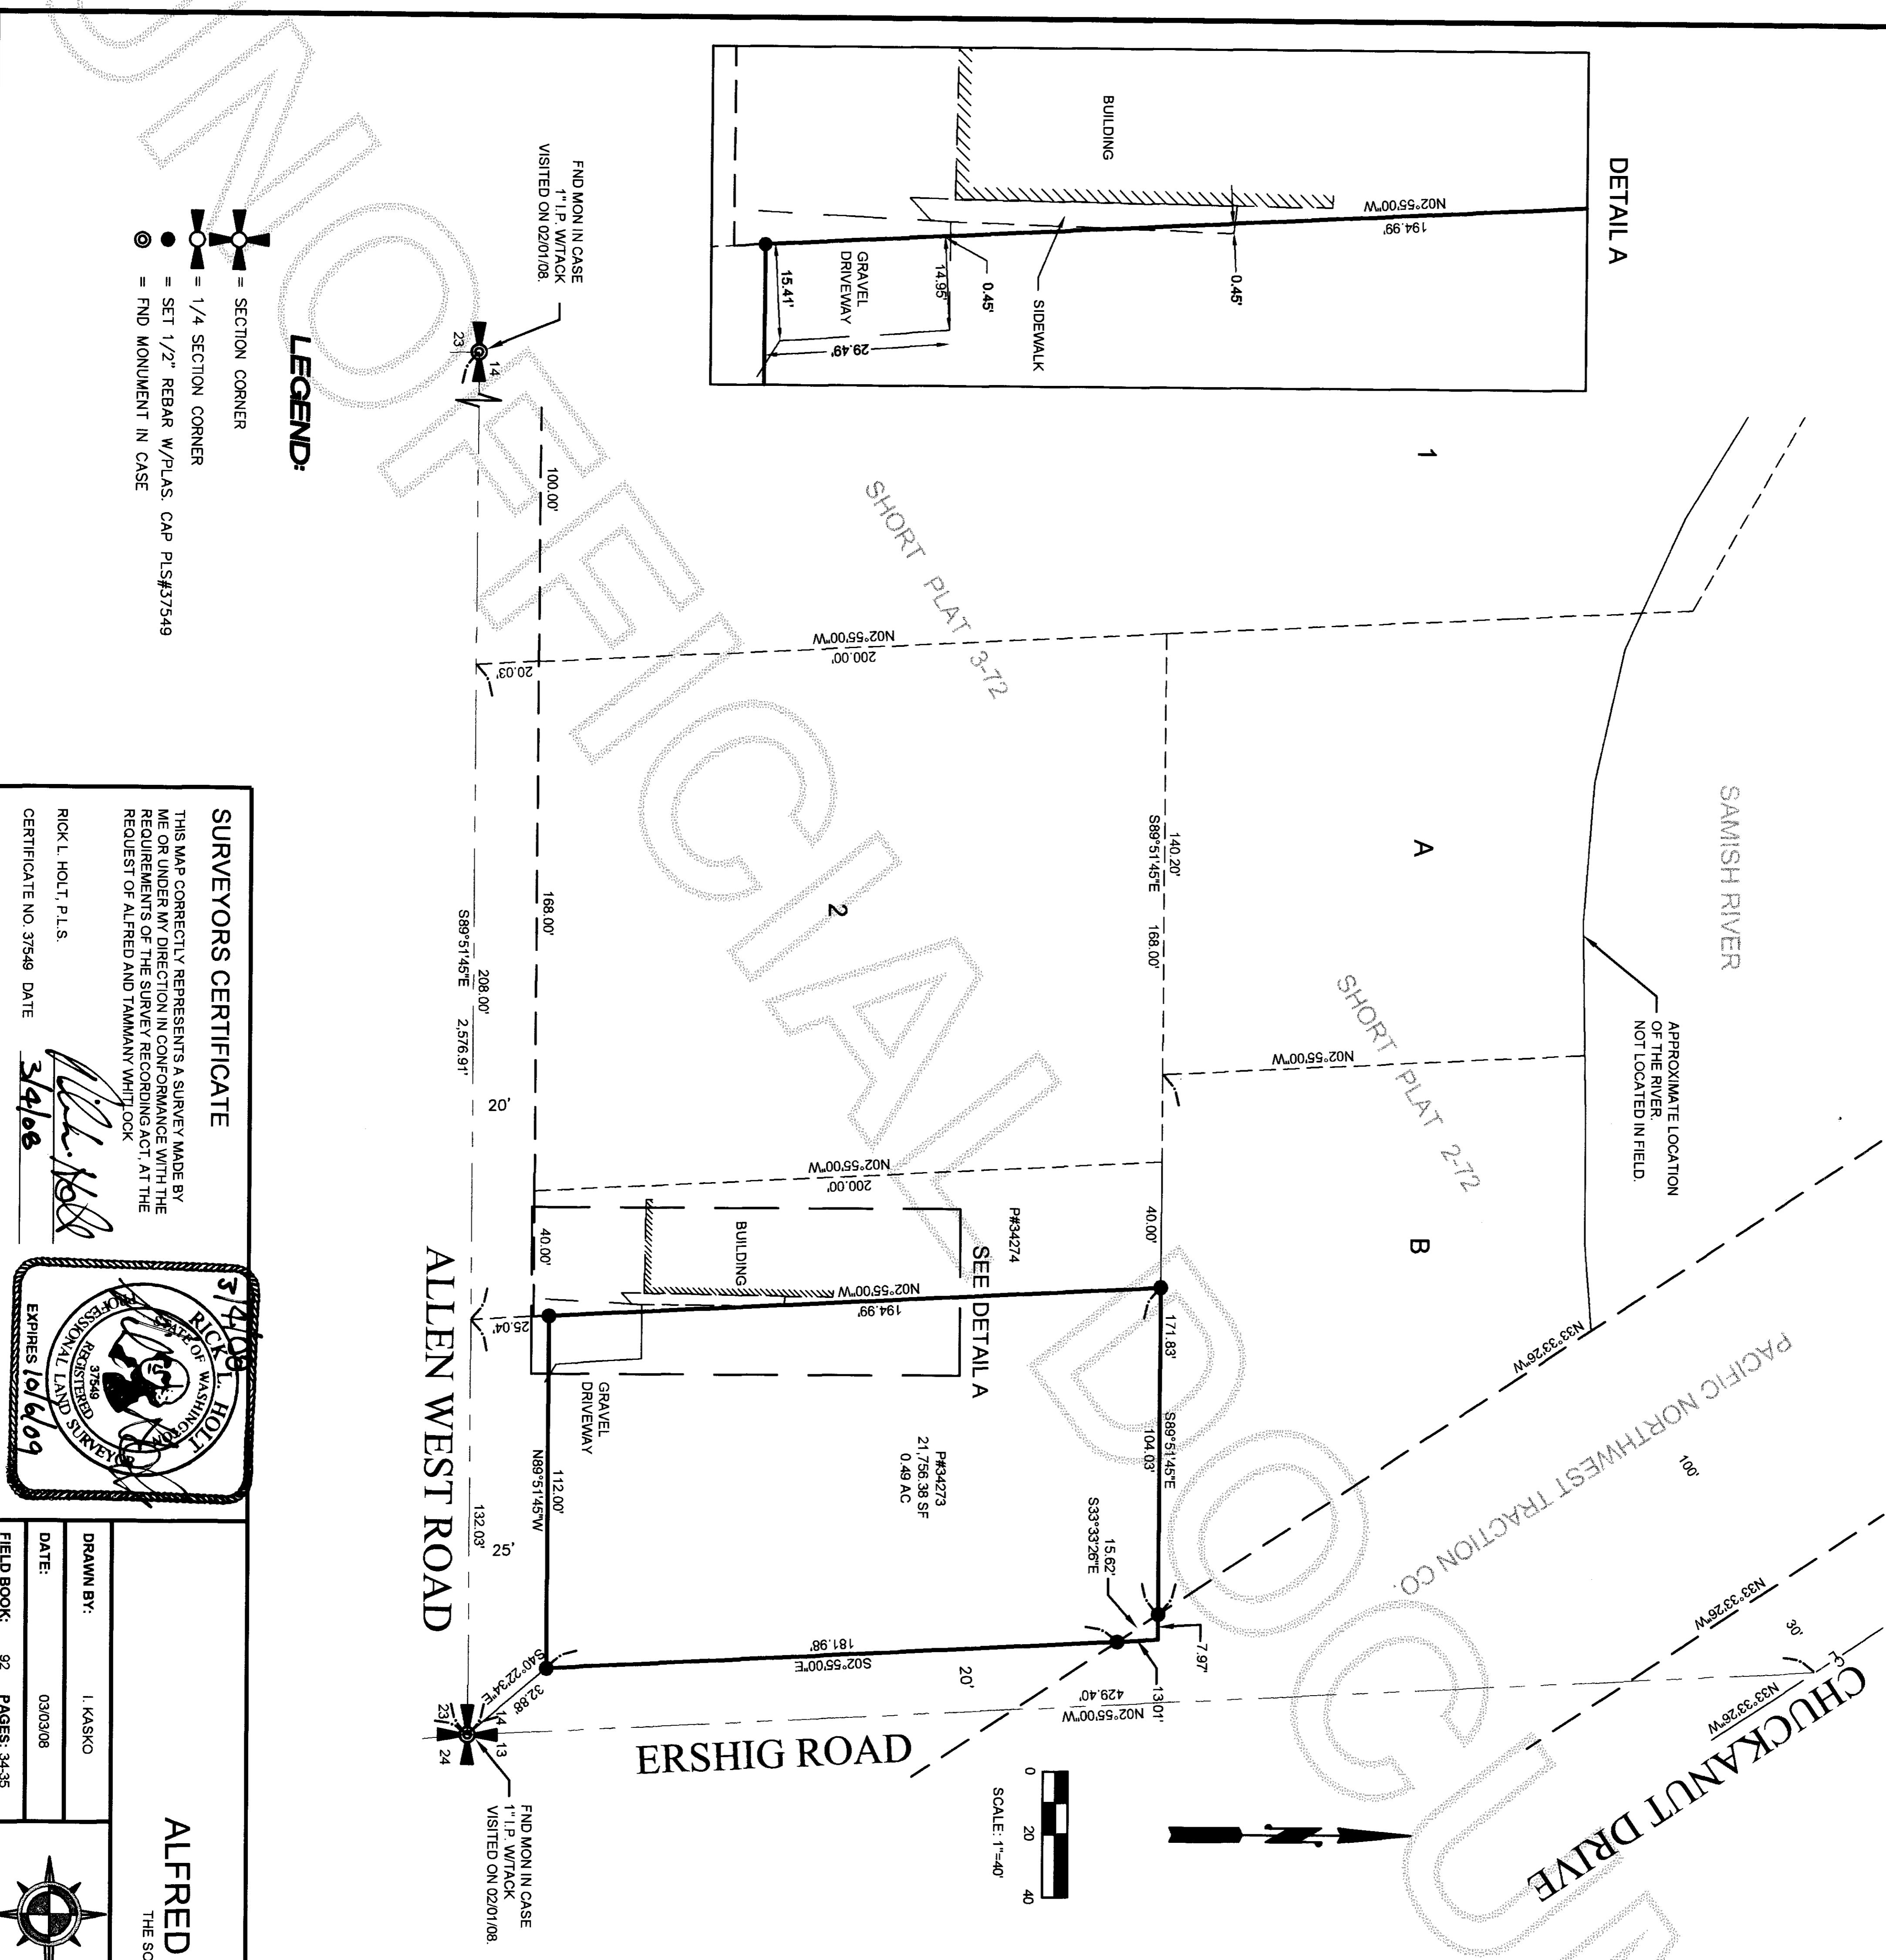 DETAIL A
BUILDING
N02°55'00"W
194.99'
0.45'
SIDEWALK
0.45'
14.95'
GRAVEL
DRIVEWAY
15.41'
29.49'
FND MON IN CASE
1" I.P. W/TACK
VISITED ON 02/01/08.
23
14
LEGEND:
= SECTION CORNER
= 1/4 SECTION CORNER
= SET 1/2" REBAR W/PLAS. CAP PLS#37549
= FND MONUMENT IN CASE
1
SHORT PLAT 3-72
100.00'
N02°55'00"W
200.00'
20.03'
A
SAMISH RIVER
APPROXIMATE LOCATION
OF THE RIVER.
NOT LOCATED IN FIELD.
140.20'
S89°51'45"E
168.00'
2
168.00'
208.00'
S89°51'45"E
2,576.91'
20'
SHORT PLAT 2-72
N02°55'00"W
B
N02°55'00"W
200.00'
P#34274
40.00'
SEE DETAIL A
BUILDING
40.00'
N02°55'00"W
194.99'
25.04'
GRAVEL
DRIVEWAY
171.83'
S89°51'45"E
104.03'
P#34273
21,756.38 SF
0.49 AC
15.62'
S33°33'26"E
7.97'
13.01'
112.00'
N89°51'45"W
ALLEN WEST ROAD
132.03'
25'
181.98'
S02°55'00"E
20'
S40°22'34"E
32.88'
429.40'
N02°55'00"W
ERSHIG ROAD
14
13
23
24
FND MON IN CASE
1" I.P. W/TACK
VISITED ON 02/01/08.
N33°33'26"W
PACIFIC NORTHWEST TRACTION CO.
100'
N33°33'26"W
30'
N33°33'26"W
CHUCKANUT DRIVE
0 20 40
SCALE: 1"=40'
SURVEYORS CERTIFICATE
THIS MAP CORRECTLY REPRESENTS A SURVEY MADE BY
ME OR UNDER MY DIRECTION IN CONFORMANCE WITH THE
REQUIREMENTS OF THE SURVEY RECORDING ACT, AT THE
REQUEST OF ALFRED AND TAMMANY WHITLOCK
RICK L. HOLT, P.L.S.
CERTIFICATE NO. 37549 DATE 3/4/08
3/4/08
RICK L. HOLT
STATE OF WASHINGTON
37549
REGISTERED
PROFESSIONAL LAND SURVEYOR
EXPIRES 10/6/09
DRAWN BY: I. KASKO
DATE: 03/03/08
FIELD BOOK: 92 PAGES: 34-35
ALFRED
THE SO
UNOFFICIAL DOCU